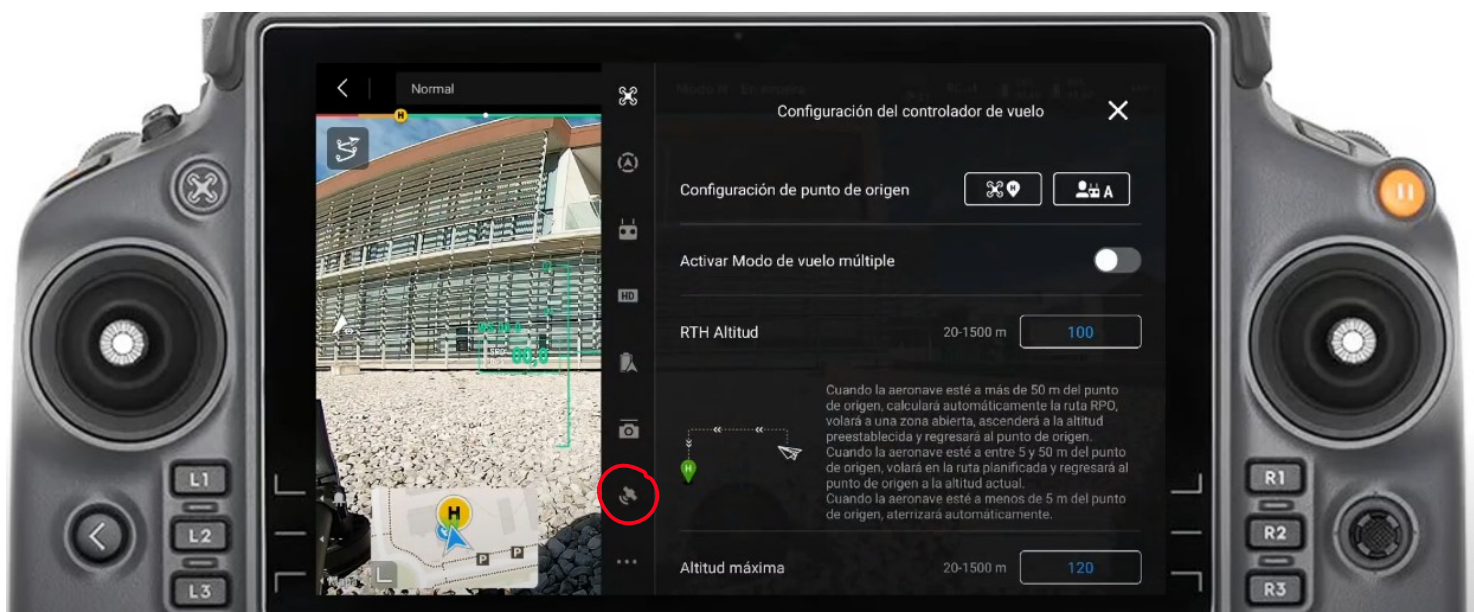 Normal
H
Configuración del controlador de vuelo
Configuración de punto de origen
H
A
Activar Modo de vuelo múltiple
HD
RTH Altitud
20-1500 m
100
00,0
A
Cuando la aeronave esté a más de 50 m del punto
de origen, calculará automáticamente la ruta RPO,
volará a una zona abierta, ascenderá a la altitud
preestablecida y regresará al punto de origen.
Cuando la aeronave esté a entre 5 y 50 m del punto
de origen, volará en la ruta planificada y regresará al
punto de origen a la altitud actual.
Cuando la aeronave esté a menos de 5 m del punto
de origen, aterrizará automáticamente.
H
H
P
P
Altitud máxima
20-1500 m
120
L1
L2
L3
R1
R2
R3